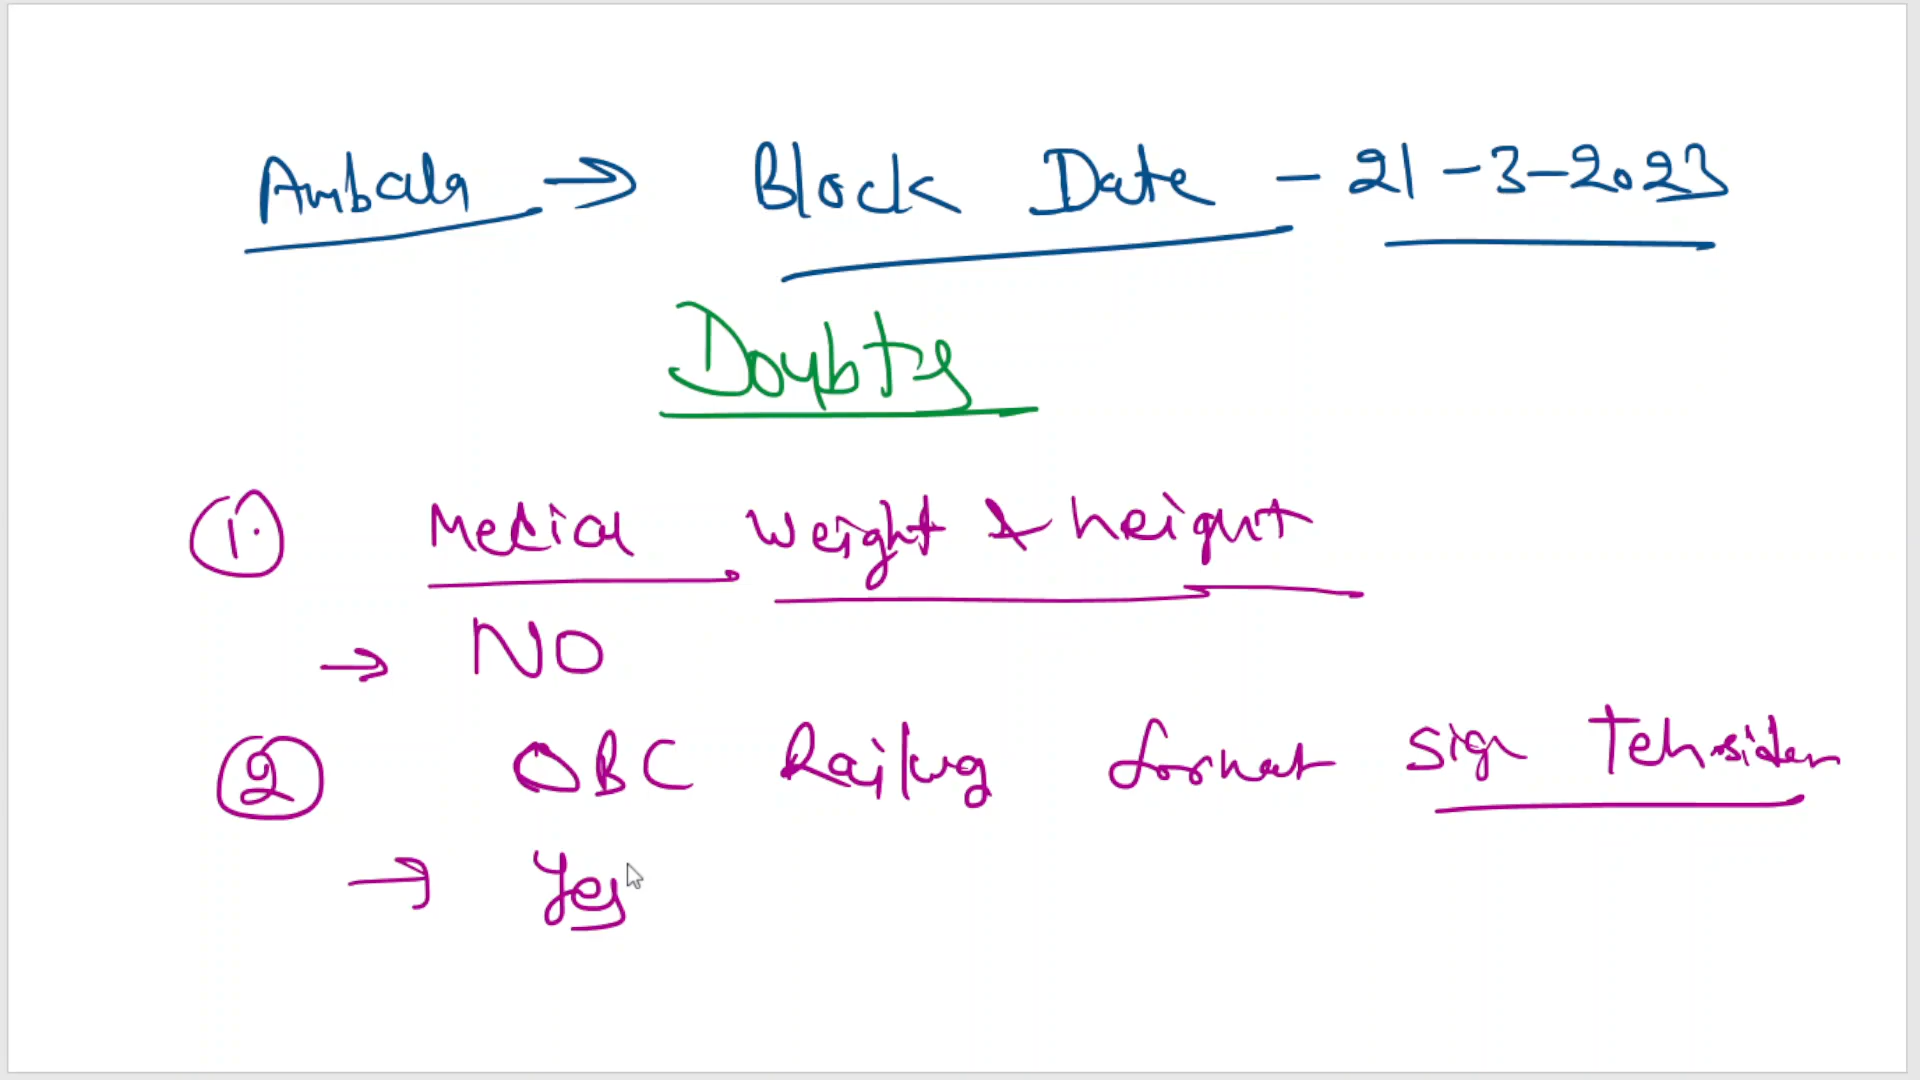 Ambala → Block Date - 21-3-2023
Doubts
1. Medical weight & height
→ NO
2 OBC Railway format sign Tehsildar
→ Yes